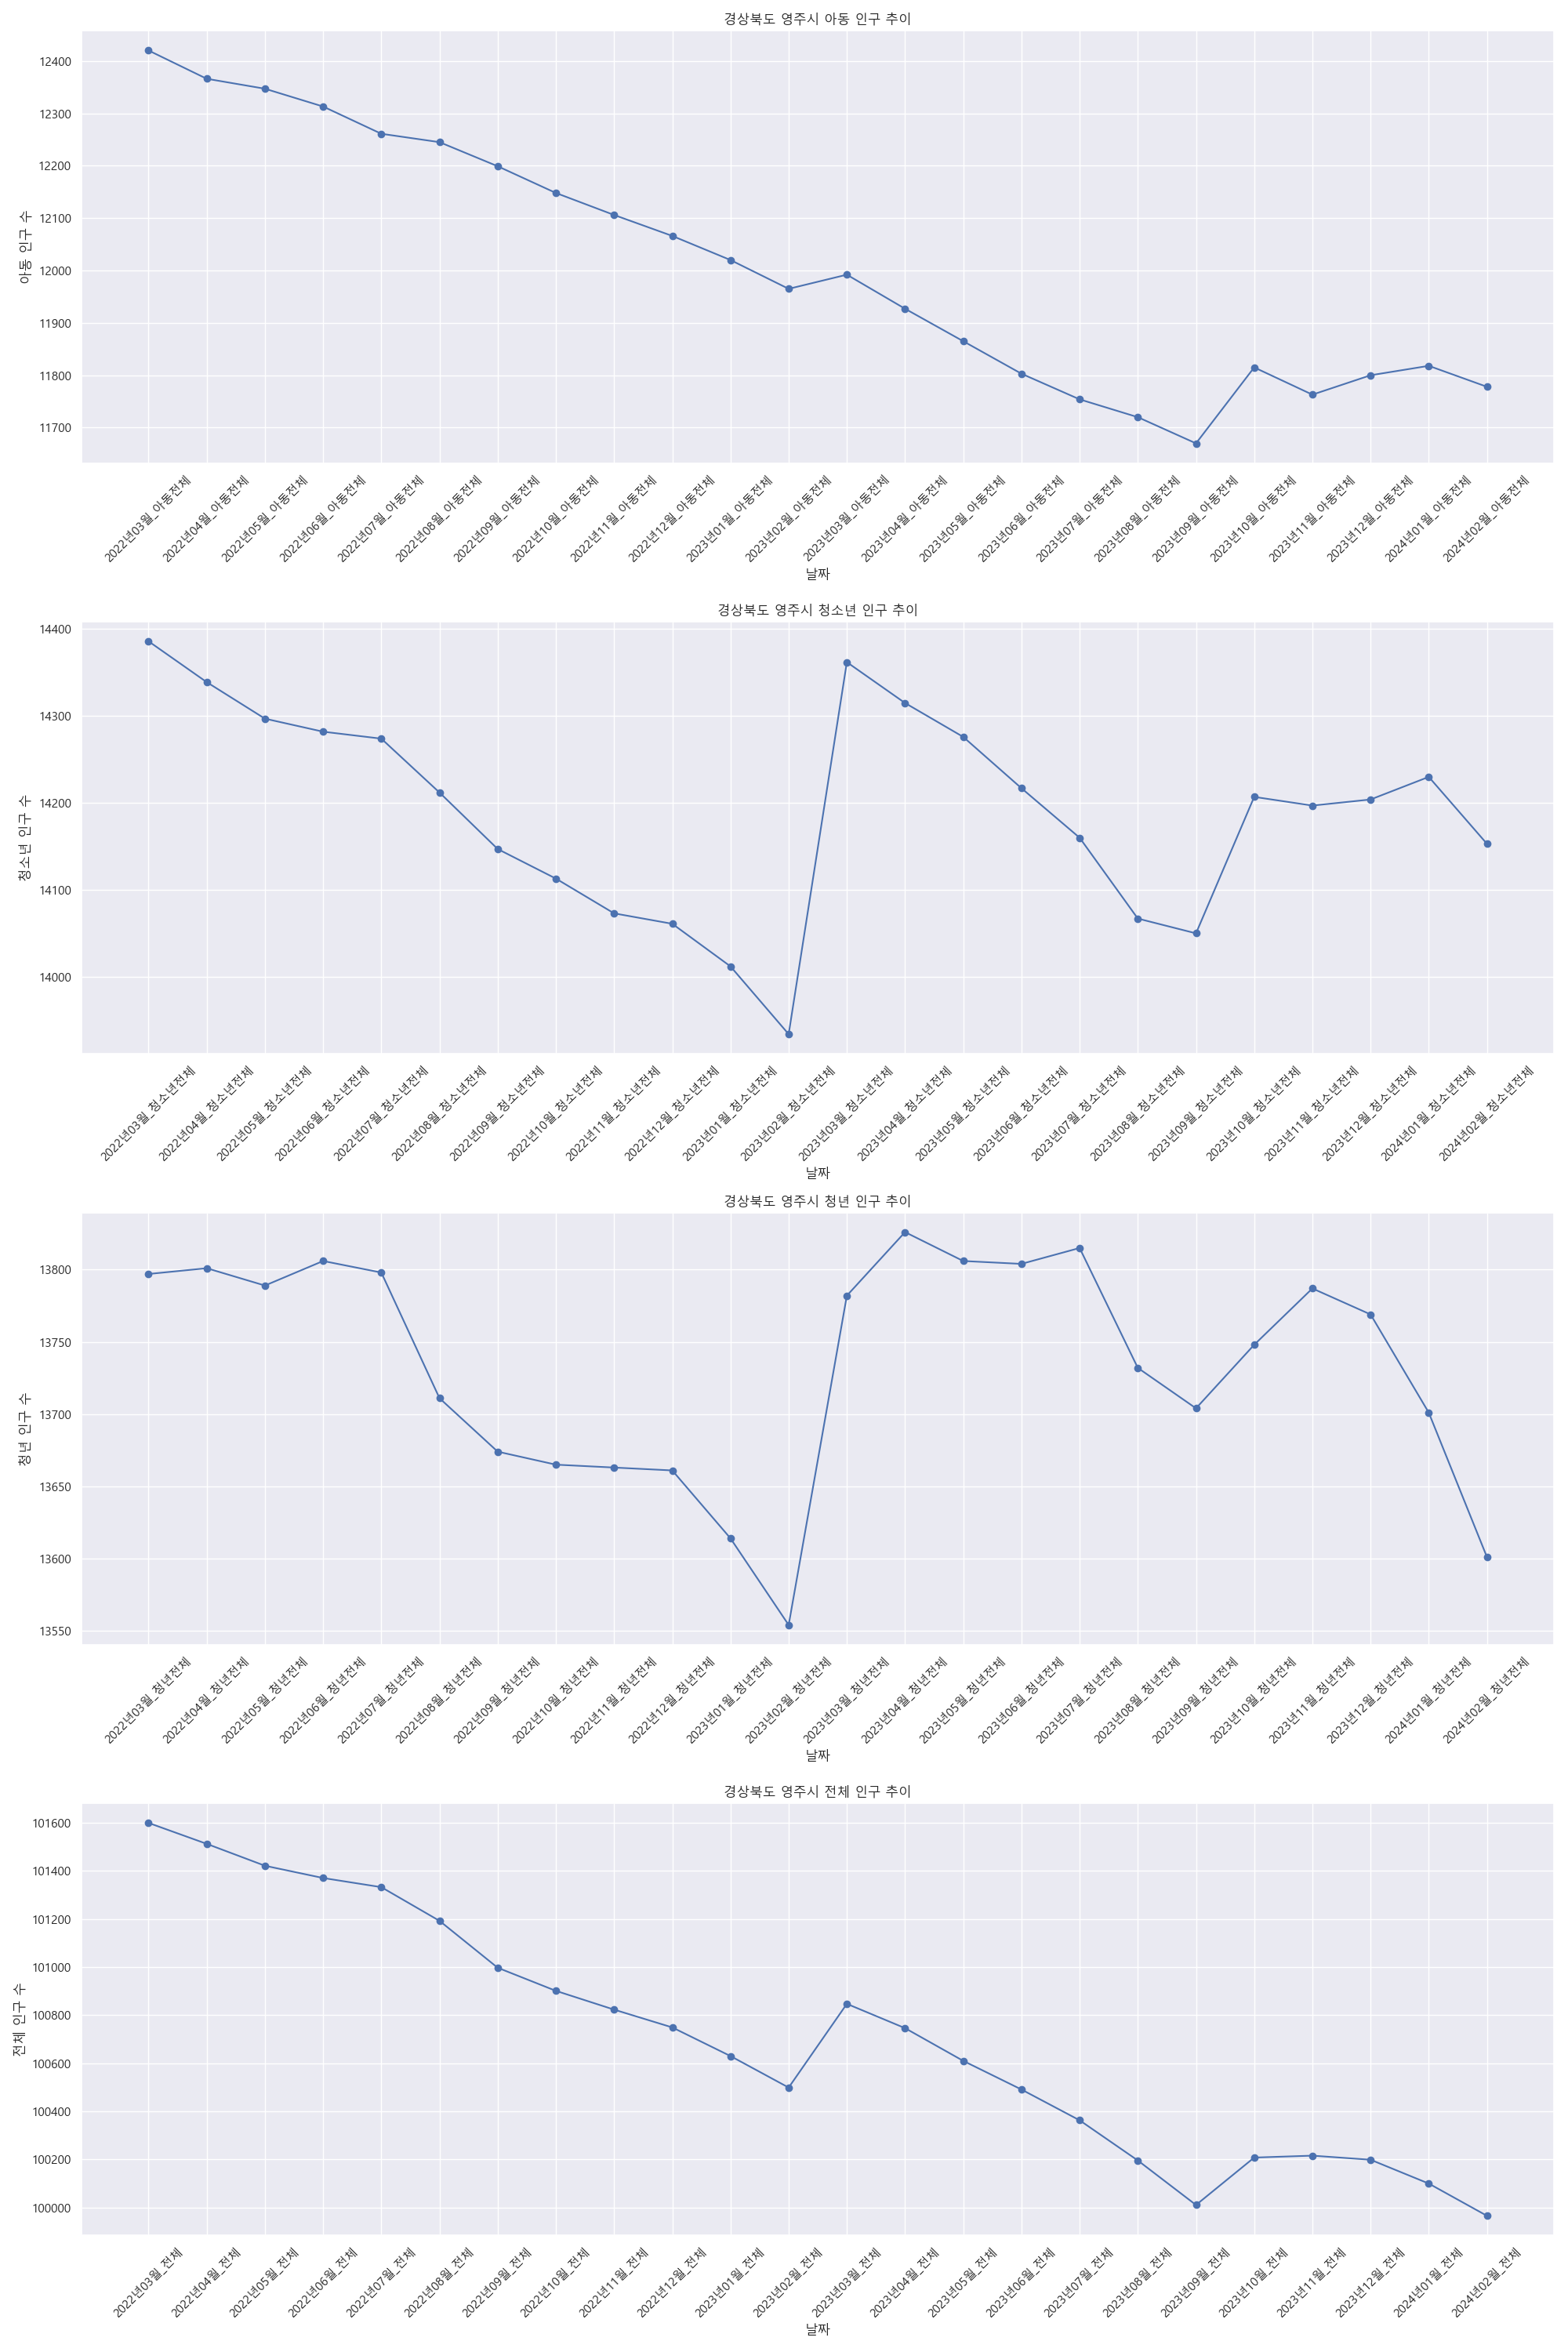 경상북도 영주시 아동 인구 추이
아동 인구 수
12400
12300
12200
12100
12000
11900
11800
11700
2022년03월_아동전체
2022년04월_아동전체
2022년05월_아동전체
2022년06월_아동전체
2022년07월_아동전체
2022년08월_아동전체
2022년09월_아동전체
2022년10월_아동전체
2022년11월_아동전체
2022년12월_아동전체
2023년01월_아동전체
2023년02월_아동전체
2023년03월_아동전체
2023년04월_아동전체
2023년05월_아동전체
2023년06월_아동전체
2023년07월_아동전체
2023년08월_아동전체
2023년09월_아동전체
2023년10월_아동전체
2023년11월_아동전체
2023년12월_아동전체
2024년01월_아동전체
2024년02월_아동전체
날짜
경상북도 영주시 청소년 인구 추이
청소년 인구 수
14400
14300
14200
14100
14000
2022년03월_청소년전체
2022년04월_청소년전체
2022년05월_청소년전체
2022년06월_청소년전체
2022년07월_청소년전체
2022년08월_청소년전체
2022년09월_청소년전체
2022년10월_청소년전체
2022년11월_청소년전체
2022년12월_청소년전체
2023년01월_청소년전체
2023년02월_청소년전체
2023년03월_청소년전체
2023년04월_청소년전체
2023년05월_청소년전체
2023년06월_청소년전체
2023년07월_청소년전체
2023년08월_청소년전체
2023년09월_청소년전체
2023년10월_청소년전체
2023년11월_청소년전체
2023년12월_청소년전체
2024년01월_청소년전체
2024년02월_청소년전체
날짜
경상북도 영주시 청년 인구 추이
청년 인구 수
13800
13750
13700
13650
13600
13550
2022년03월_청년전체
2022년04월_청년전체
2022년05월_청년전체
2022년06월_청년전체
2022년07월_청년전체
2022년08월_청년전체
2022년09월_청년전체
2022년10월_청년전체
2022년11월_청년전체
2022년12월_청년전체
2023년01월_청년전체
2023년02월_청년전체
2023년03월_청년전체
2023년04월_청년전체
2023년05월_청년전체
2023년06월_청년전체
2023년07월_청년전체
2023년08월_청년전체
2023년09월_청년전체
2023년10월_청년전체
2023년11월_청년전체
2023년12월_청년전체
2024년01월_청년전체
2024년02월_청년전체
날짜
경상북도 영주시 전체 인구 추이
전체 인구 수
101600
101400
101200
101000
100800
100600
100400
100200
100000
2022년03월_전체
2022년04월_전체
2022년05월_전체
2022년06월_전체
2022년07월_전체
2022년08월_전체
2022년09월_전체
2022년10월_전체
2022년11월_전체
2022년12월_전체
2023년01월_전체
2023년02월_전체
2023년03월_전체
2023년04월_전체
2023년05월_전체
2023년06월_전체
2023년07월_전체
2023년08월_전체
2023년09월_전체
2023년10월_전체
2023년11월_전체
2023년12월_전체
2024년01월_전체
2024년02월_전체
날짜